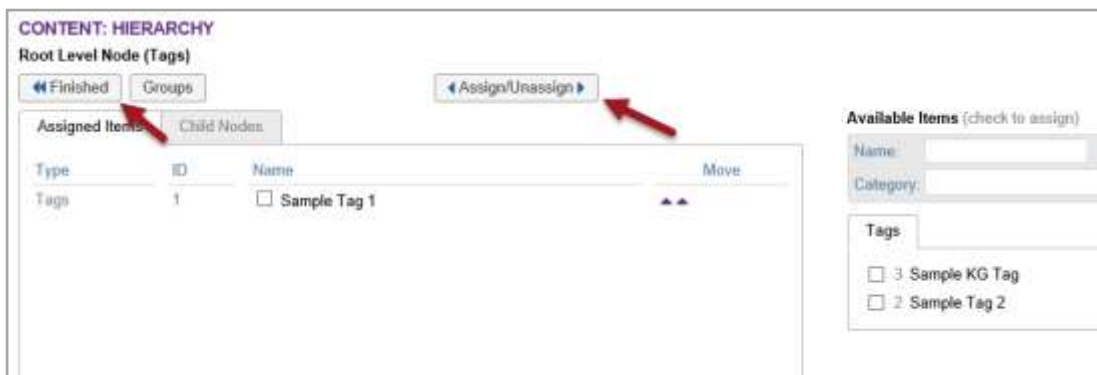 CONTENT: HIERARCHY
Root Level Node (Tags)
Finished Groups Assign/Unassign
Assigned Items Child Nodes
Available Items (check to assign)
Name:
Category:
Type ID Name Move
Tags 1 Sample Tag 1
Tags
3 Sample KG Tag
2 Sample Tag 2